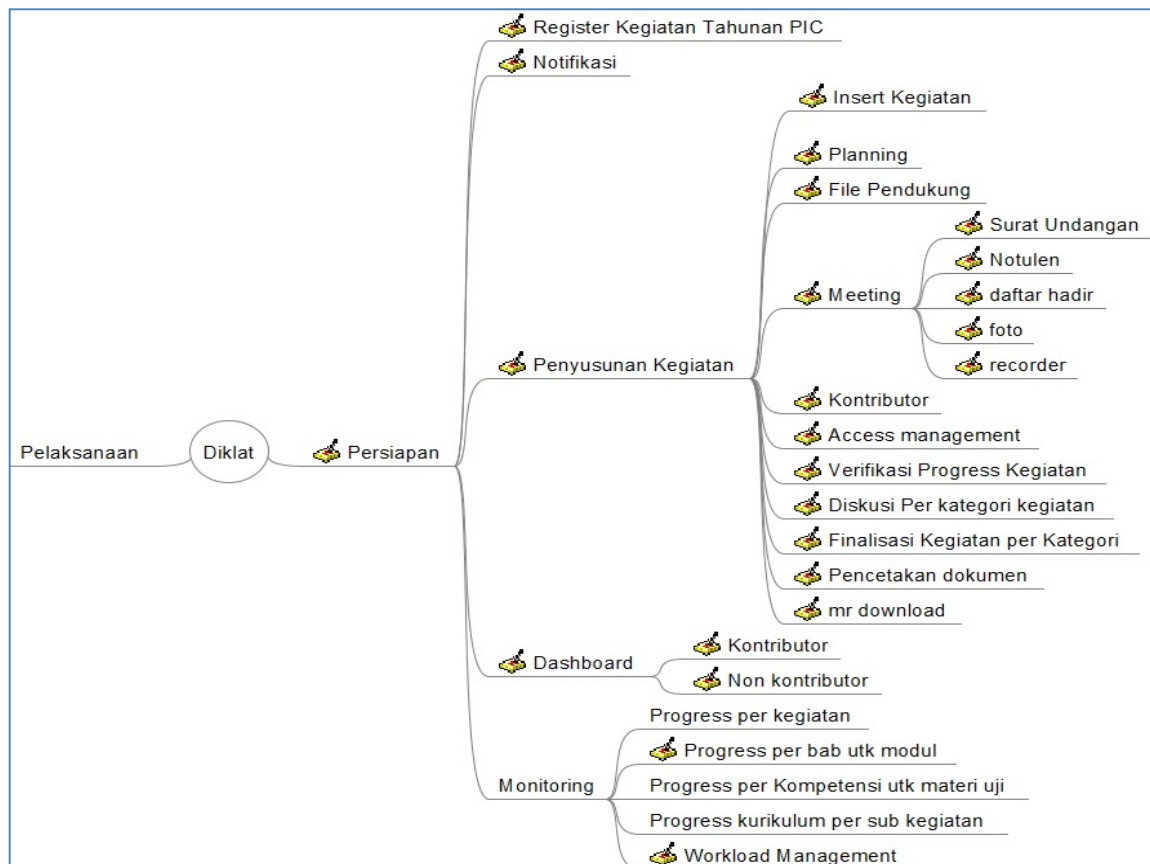 Register Kegiatan Tahunan PIC
Notifikasi
Insert Kegiatan
Planning
File Pendukung
Surat Undangan
Notulen
Meeting
daftar hadir
foto
recorder
Penyusunan Kegiatan
Kontributor
Access management
Verifikasi Progress Kegiatan
Diskusi Per kategori kegiatan
Finalisasi Kegiatan per Kategori
Pencetakan dokumen
mr download
Pelaksanaan
Diklat
Persiapan
Dashboard
Kontributor
Non kontributor
Monitoring
Progress per kegiatan
Progress per bab utk modul
Progress per Kompetensi utk materi uji
Progress kurikulum per sub kegiatan
Workload Management